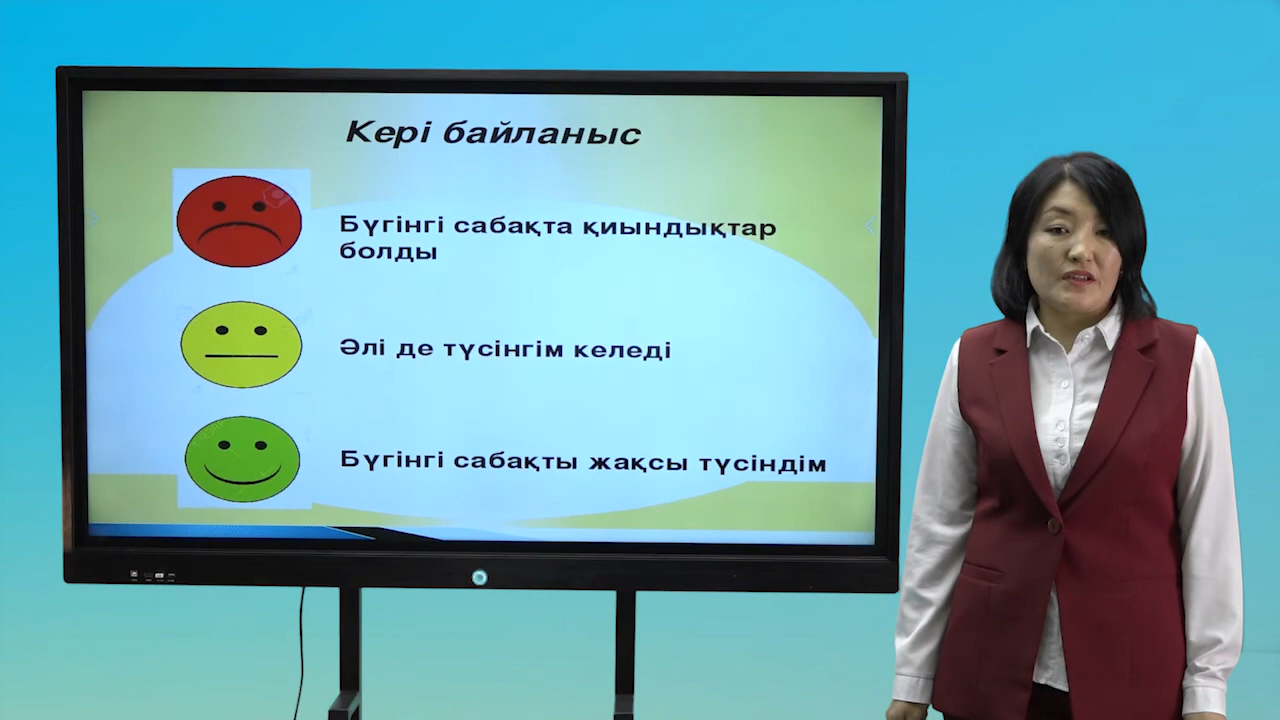 Кері байланыс
Бүгінгі сабақта қиындықтар
болды
Әлі де түсінгім келеді
Бүгінгі сабақты жақсы түсіндім